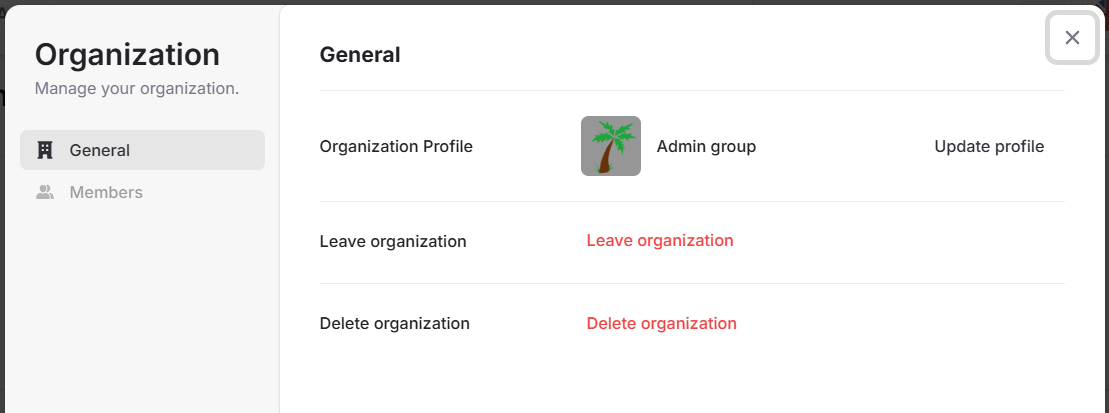 Organization
Manage your organization.
General
Members
General
Organization Profile
Admin group
Update profile
Leave organization
Leave organization
Delete organization
Delete organization